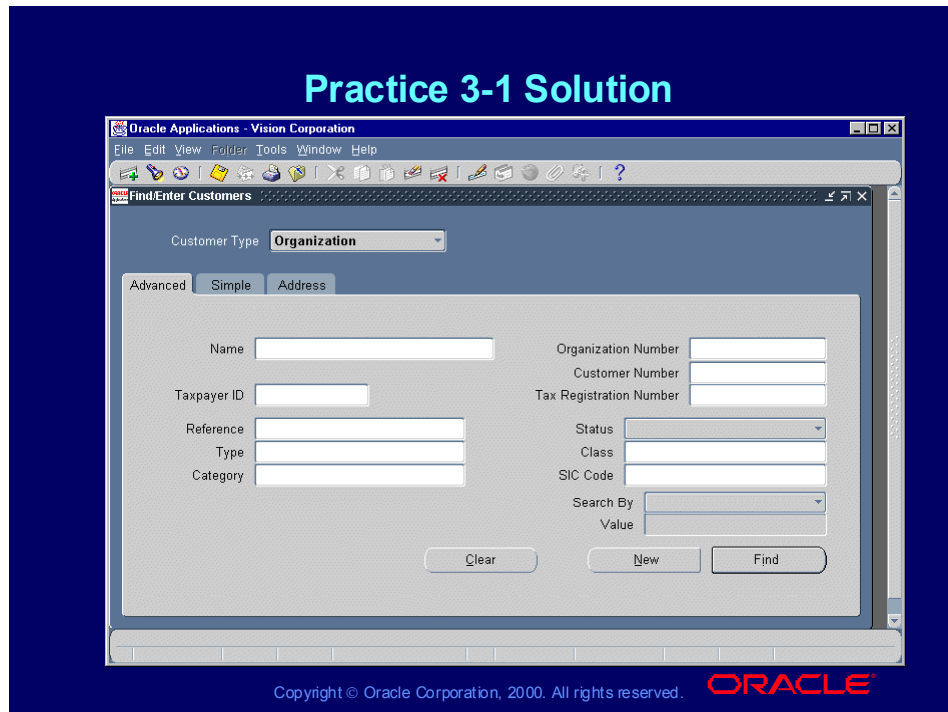 Practice 3-1 Solution
Oracle Applications - Vision Corporation
File Edit View Folder Tools Window Help
Find/Enter Customers
Customer Type Organization
Advanced Simple Address
Name Organization Number
Customer Number
Taxpayer ID Tax Registration Number
Reference Status
Type Class
Category SIC Code
Search By
Value
Clear New Find
Copyright © Oracle Corporation, 2000. All rights reserved. ORACLE®